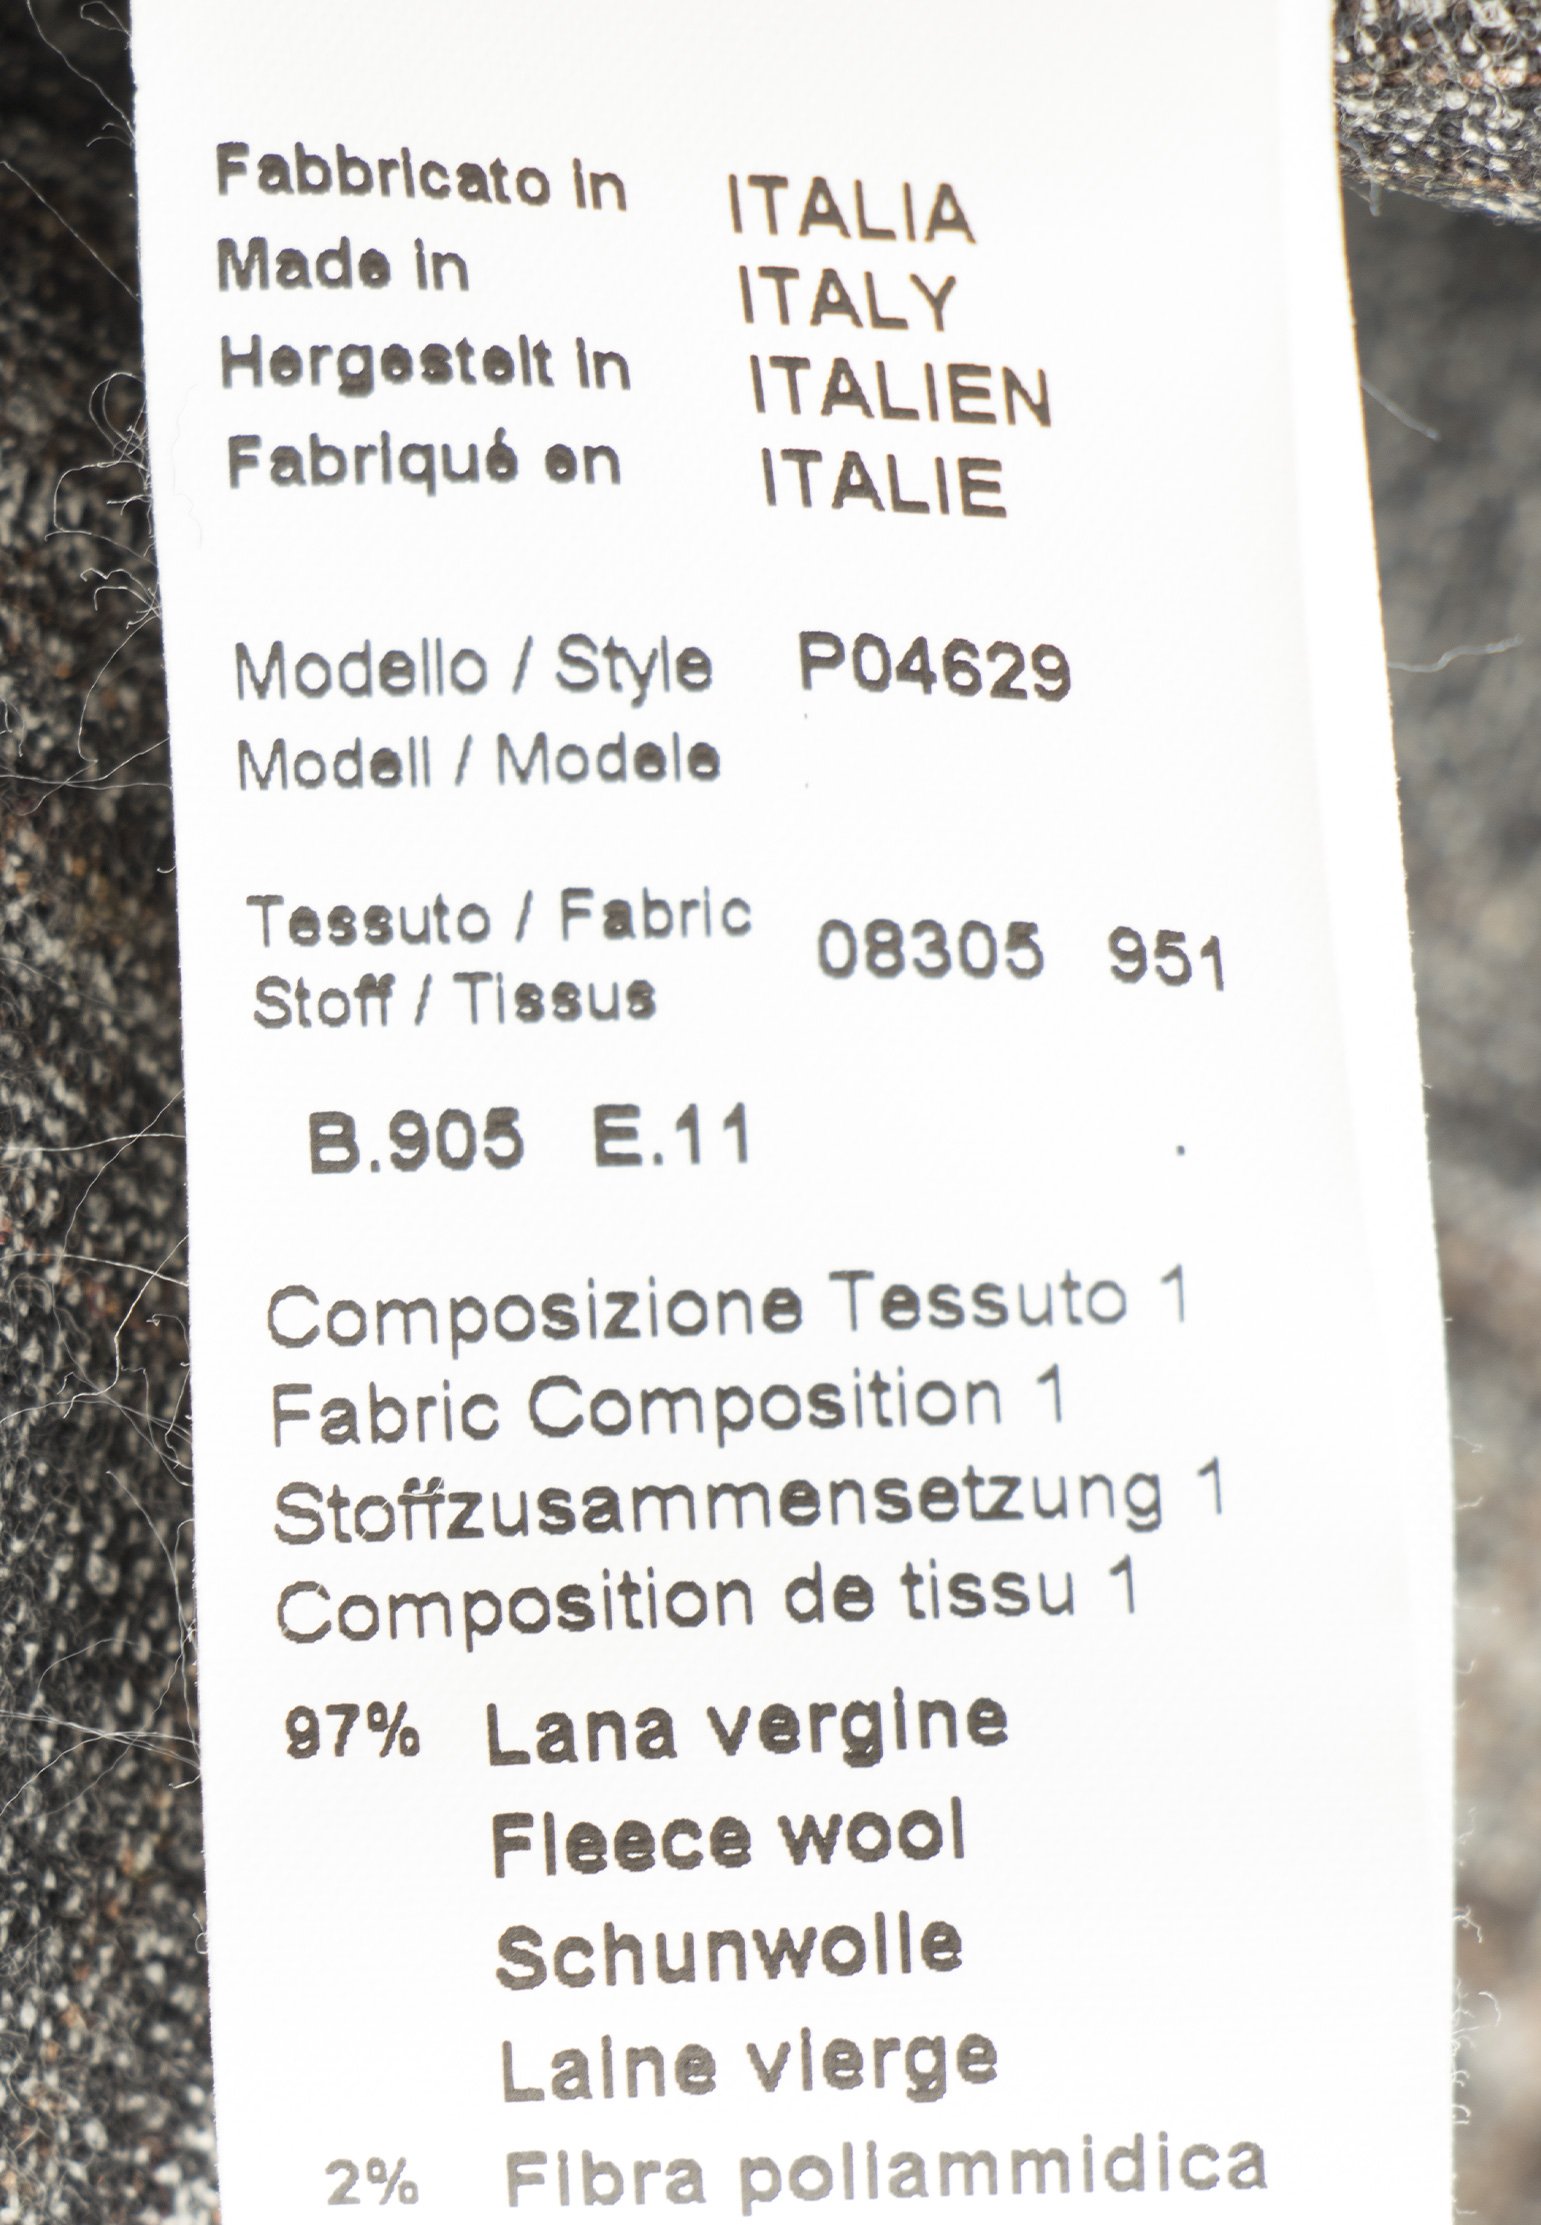 Fabbricato in ITALIA
Made in ITALY
Hergestelt in ITALIEN
Fabriqué en ITALIE
Modello / Style P04629
Modell / Modele
Tessuto / Fabric 08305 951
Stoff / Tissus
B.905 E.11
Composizione Tessuto 1
Fabric Composition 1
Stoffzusammensetzung 1
Composition de tissu 1
97% Lana vergine
Fleece wool
Schunwolle
Laine vierge
2% Fibra poliammidica